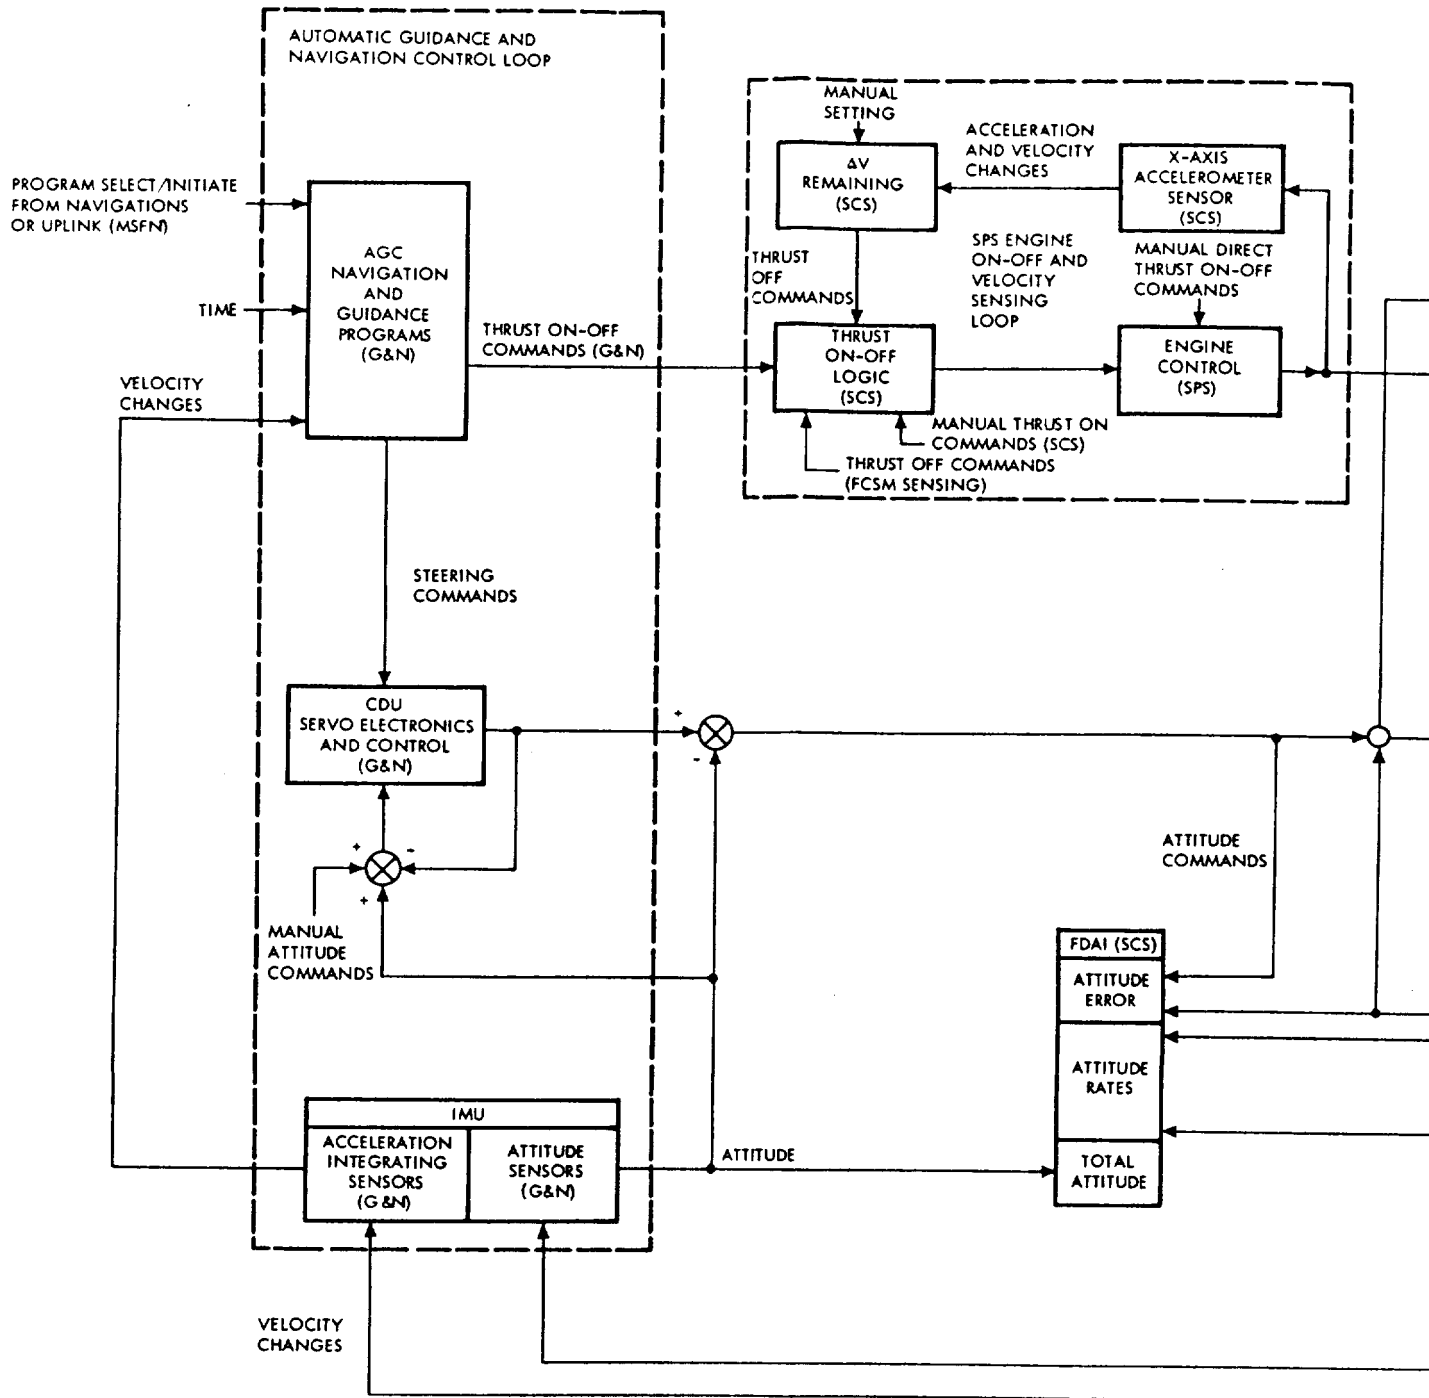 AUTOMATIC GUIDANCE AND
NAVIGATION CONTROL LOOP
PROGRAM SELECT/INITIATE
FROM NAVIGATIONS
OR UPLINK (MSFN)
TIME
VELOCITY
CHANGES
AGC
NAVIGATION
AND
GUIDANCE
PROGRAMS
(G&N)
THRUST ON-OFF
COMMANDS (G&N)
MANUAL
SETTING
ΔV
REMAINING
(SCS)
ACCELERATION
AND VELOCITY
CHANGES
X-AXIS
ACCELEROMETER
SENSOR
(SCS)
THRUST
OFF
COMMANDS
SPS ENGINE
ON-OFF AND
VELOCITY
SENSING
LOOP
MANUAL DIRECT
THRUST ON-OFF
COMMANDS
THRUST
ON-OFF
LOGIC
(SCS)
ENGINE
CONTROL
(SPS)
MANUAL THRUST ON
COMMANDS (SCS)
THRUST OFF COMMANDS
(FCSM SENSING)
STEERING
COMMANDS
CDU
SERVO ELECTRONICS
AND CONTROL
(G&N)
+
-
+
-
+
MANUAL
ATTITUDE
COMMANDS
ATTITUDE
COMMANDS
FDAI (SCS)
ATTITUDE
ERROR
ATTITUDE
RATES
TOTAL
ATTITUDE
IMU
ACCELERATION
INTEGRATING
SENSORS
(G&N)
ATTITUDE
SENSORS
(G&N)
ATTITUDE
VELOCITY
CHANGES